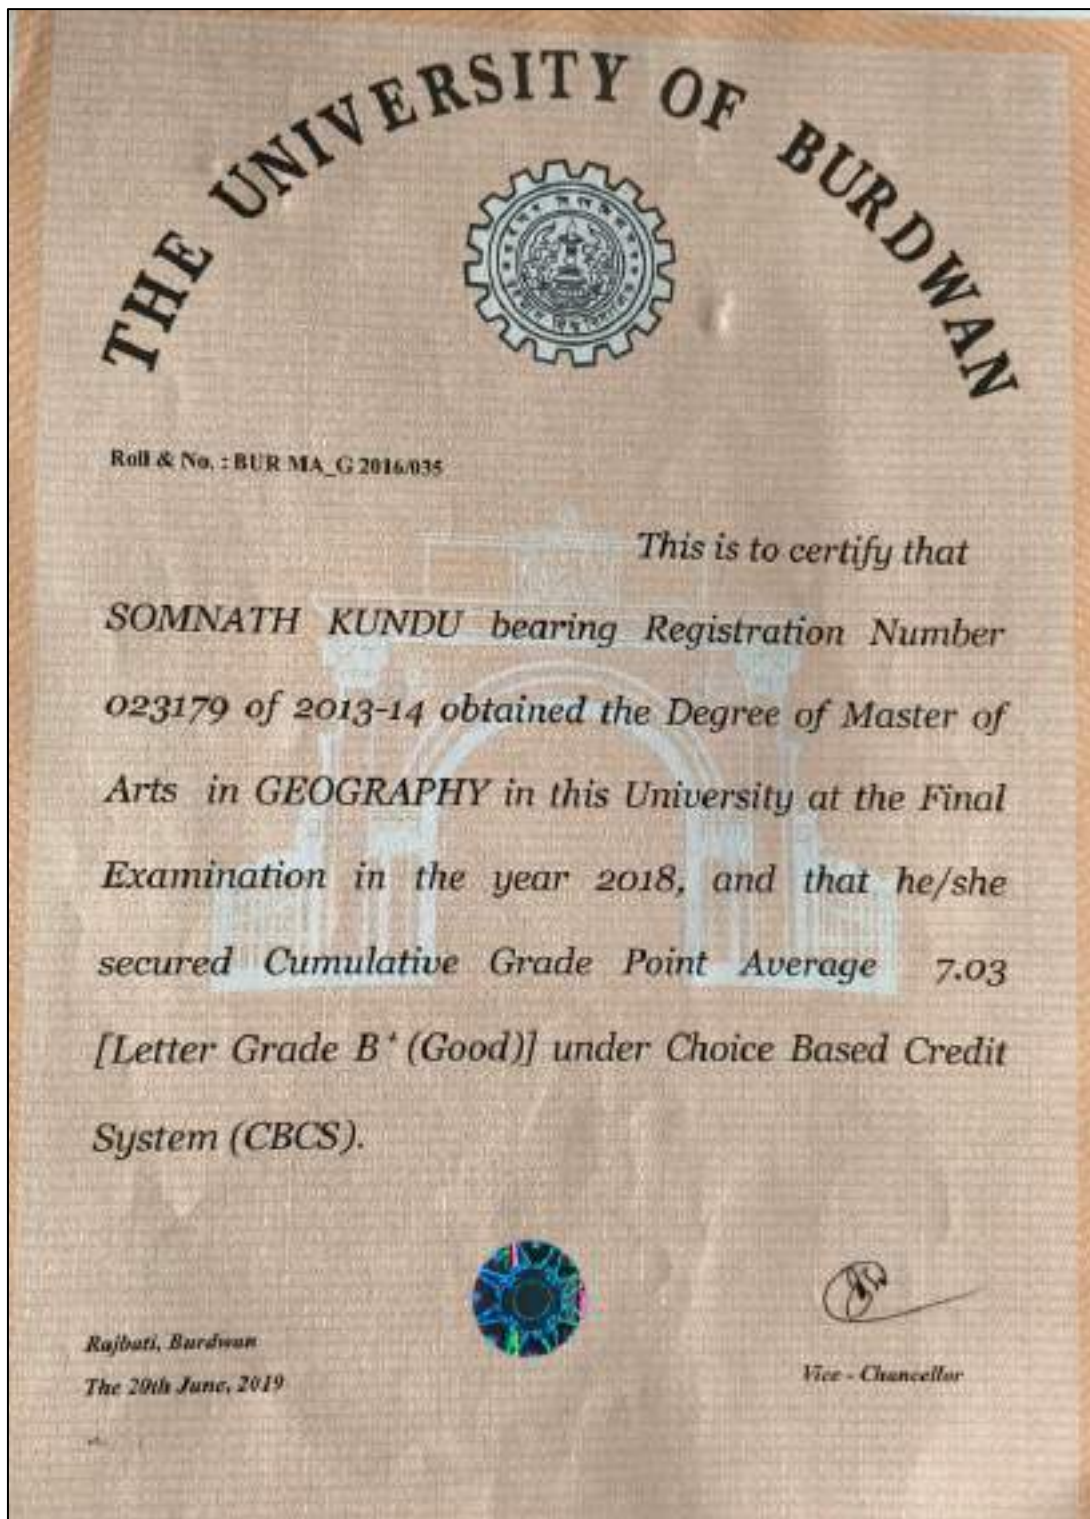 THE UNIVERSITY OF BURDWAN
Roll & No. : BUR MA_G 2016/035
This is to certify that
SOMNATH KUNDU bearing Registration Number
023179 of 2013-14 obtained the Degree of Master of
Arts in GEOGRAPHY in this University at the Final
Examination in the year 2018, and that he/she
secured Cumulative Grade Point Average 7.03
[Letter Grade B+ (Good)] under Choice Based Credit
System (CBCS).
Rajbati, Burdwan
The 20th June, 2019
Vice - Chancellor